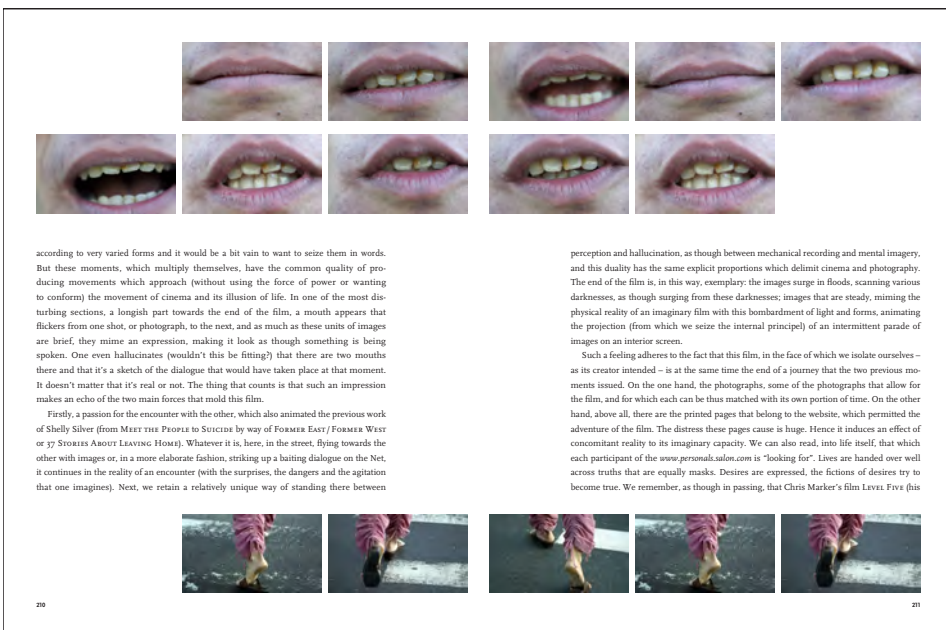 according to very varied forms and it would be a bit vain to want to seize them in words.
But these moments, which multiply themselves, have the common quality of pro-
ducing movements which approach (without using the force of power or wanting
to conform) the movement of cinema and its illusion of life. In one of the most dis-
turbing sections, a longish part towards the end of the film, a mouth appears that
flickers from one shot, or photograph, to the next, and as much as these units of images
are brief, they mime an expression, making it look as though something is being
spoken. One even hallucinates (wouldn't this be fitting?) that there are two mouths
there and that it's a sketch of the dialogue that would have taken place at that moment.
It doesn't matter that it's real or not. The thing that counts is that such an impression
makes an echo of the two main forces that mold this film.
Firstly, a passion for the encounter with the other, which also animated the previous work
of Shelly Silver (from MEET THE PEOPLE to SUICIDE by way of FORMER EAST/FORMER WEST
or 37 STORIES ABOUT LEAVING HOME). Whatever it is, here, in the street, flying towards the
other with images or, in a more elaborate fashion, striking up a baiting dialogue on the Net,
it continues in the reality of an encounter (with the surprises, the dangers and the agitation
that one imagines). Next, we retain a relatively unique way of standing there between
210
perception and hallucination, as though between mechanical recording and mental imagery,
and this duality has the same explicit proportions which delimit cinema and photography.
The end of the film is, in this way, exemplary: the images surge in floods, scanning various
darknesses, as though surging from these darknesses; images that are steady, miming the
physical reality of an imaginary film with this bombardment of light and forms, animating
the projection (from which we seize the internal principel) of an intermittent parade of
images on an interior screen.
Such a feeling adheres to the fact that this film, in the face of which we isolate ourselves –
as its creator intended – is at the same time the end of a journey that the two previous mo-
ments issued. On the one hand, the photographs, some of the photographs that allow for
the film, and for which each can be thus matched with its own portion of time. On the other
hand, above all, there are the printed pages that belong to the website, which permitted the
adventure of the film. The distress these pages cause is huge. Hence it induces an effect of
concomitant reality to its imaginary capacity. We can also read, into life itself, that which
each participant of the www.personals.salon.com is "looking for". Lives are handed over well
across truths that are equally masks. Desires are expressed, the fictions of desires try to
become true. We remember, as though in passing, that Chris Marker's film LEVEL FIVE (his
211